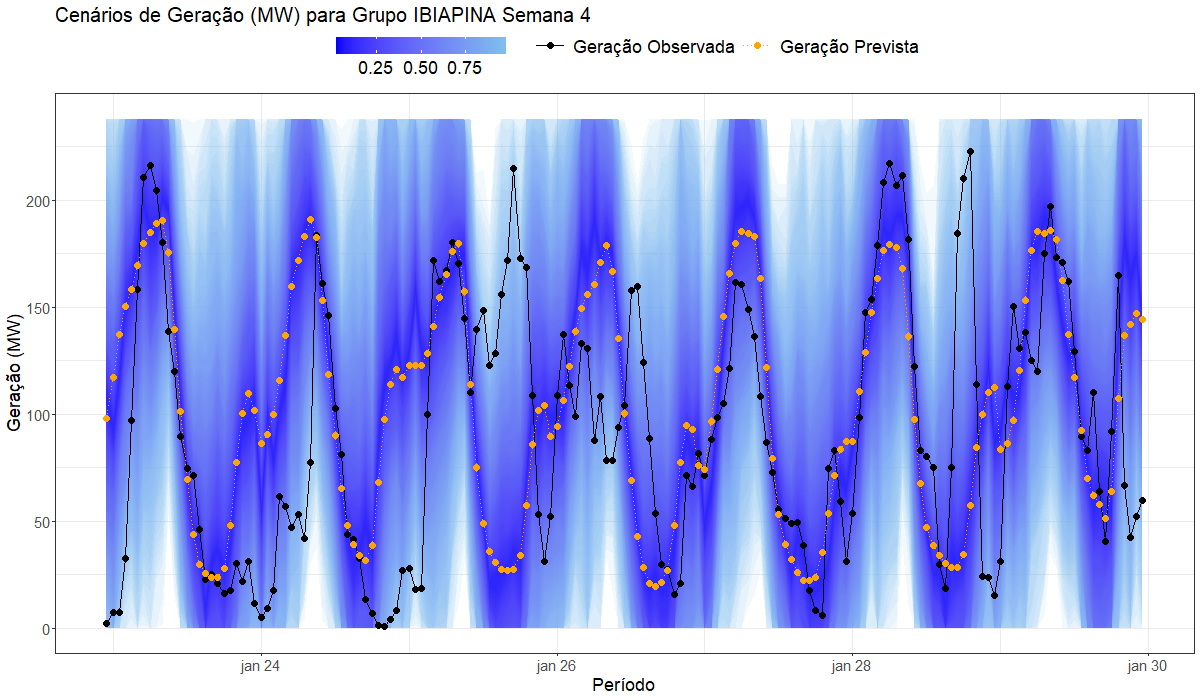 Cenários de Geração (MW) para Grupo IBIAPINA Semana 4
0.25 0.50 0.75
Geração Observada
Geração Prevista
Geração (MW)
200
150
100
50
0
jan 24 jan 26 jan 28 jan 30
Período